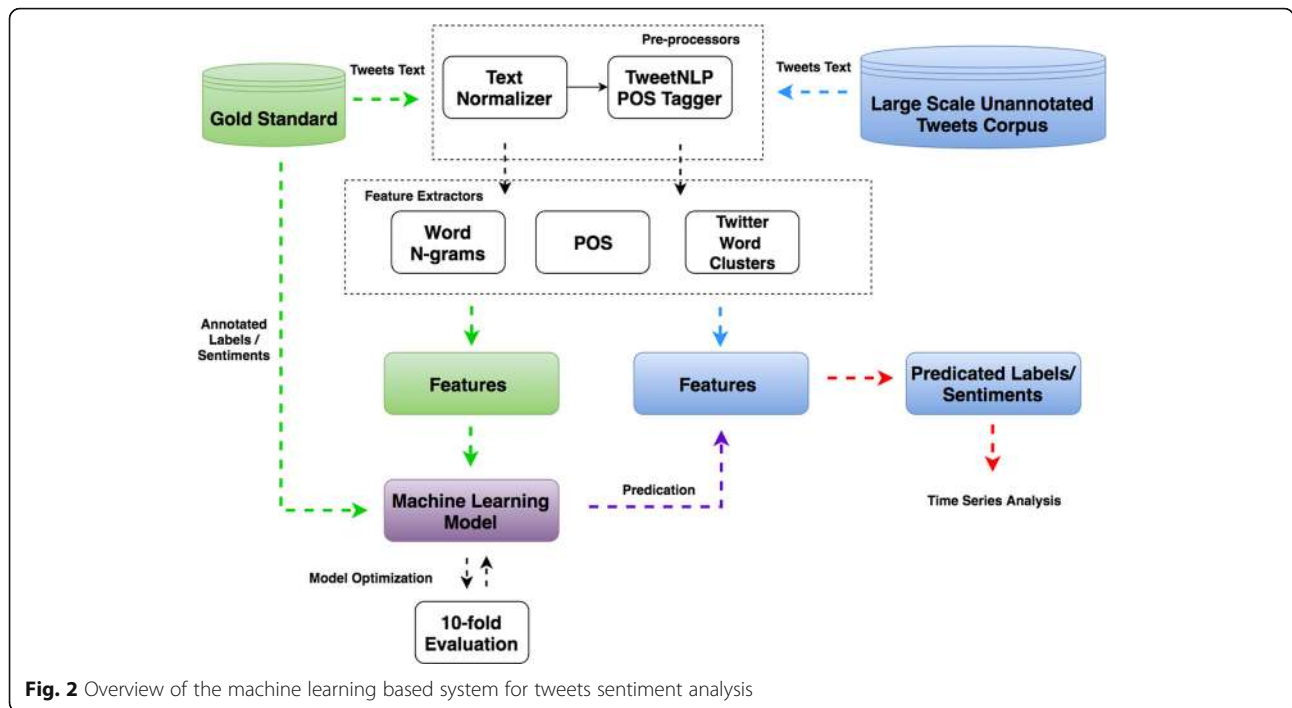 Pre-processors
Tweets Text
Text
Normalizer
TweetNLP
POS Tagger
Tweets Text
Gold Standard
Large Scale Unannotated
Tweets Corpus
Feature Extractors
Word
N-grams
POS
Twitter
Word
Clusters
Annotated
Labels /
Sentiments
Features
Features
Predicated Labels/
Sentiments
Machine Learning
Model
Predication
Time Series Analysis
Model Optimization
10-fold
Evaluation
Fig. 2 Overview of the machine learning based system for tweets sentiment analysis